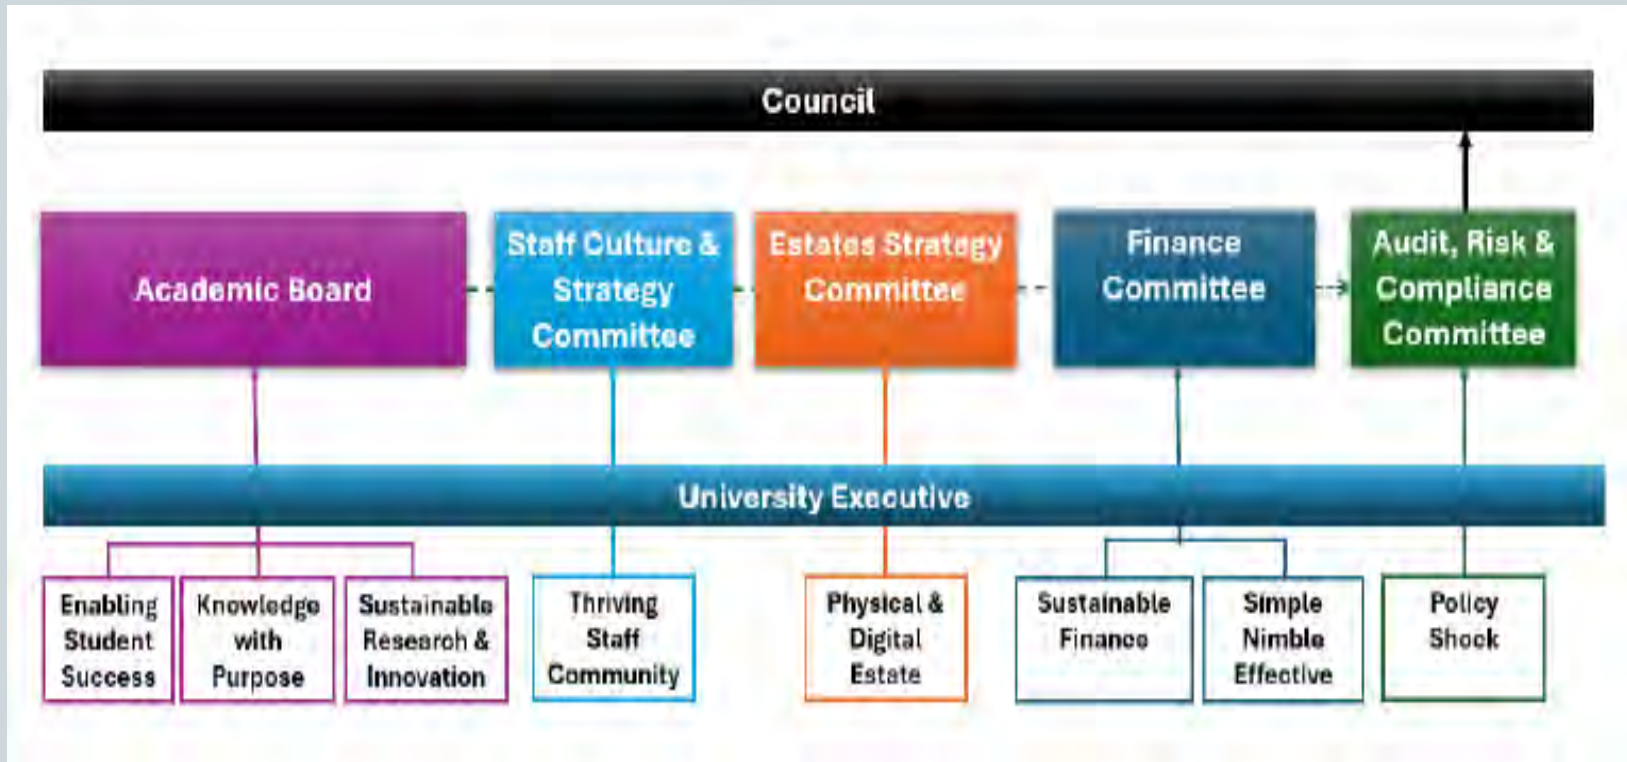 Council
Academic Board
Staff Culture &
Strategy
Committee
Estates Strategy
Committee
Finance
Committee
Audit, Risk &
Compliance
Committee
University Executive
Enabling
Student
Success
Knowledge
with
Purpose
Sustainable
Research &
Innovation
Thriving
Staff
Community
Physical &
Digital
Estate
Sustainable
Finance
Simple
Nimble
Effective
Policy
Shock